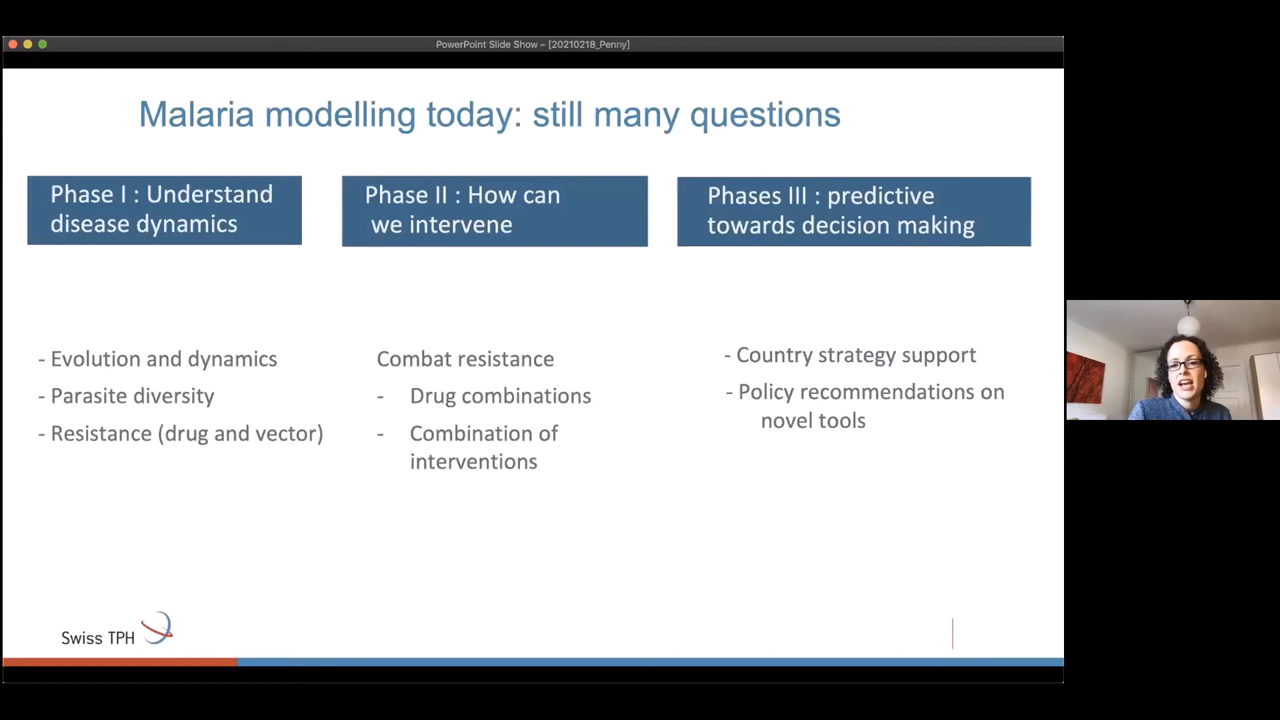 PowerPoint Slide Show – [20210218_Penny]
Malaria modelling today: still many questions
Phase I : Understand
disease dynamics
Phase II : How can
we intervene
Phases III : predictive
towards decision making
- Evolution and dynamics
- Parasite diversity
- Resistance (drug and vector)
Combat resistance
- Drug combinations
- Combination of
interventions
- Country strategy support
- Policy recommendations on
novel tools
Swiss TPH